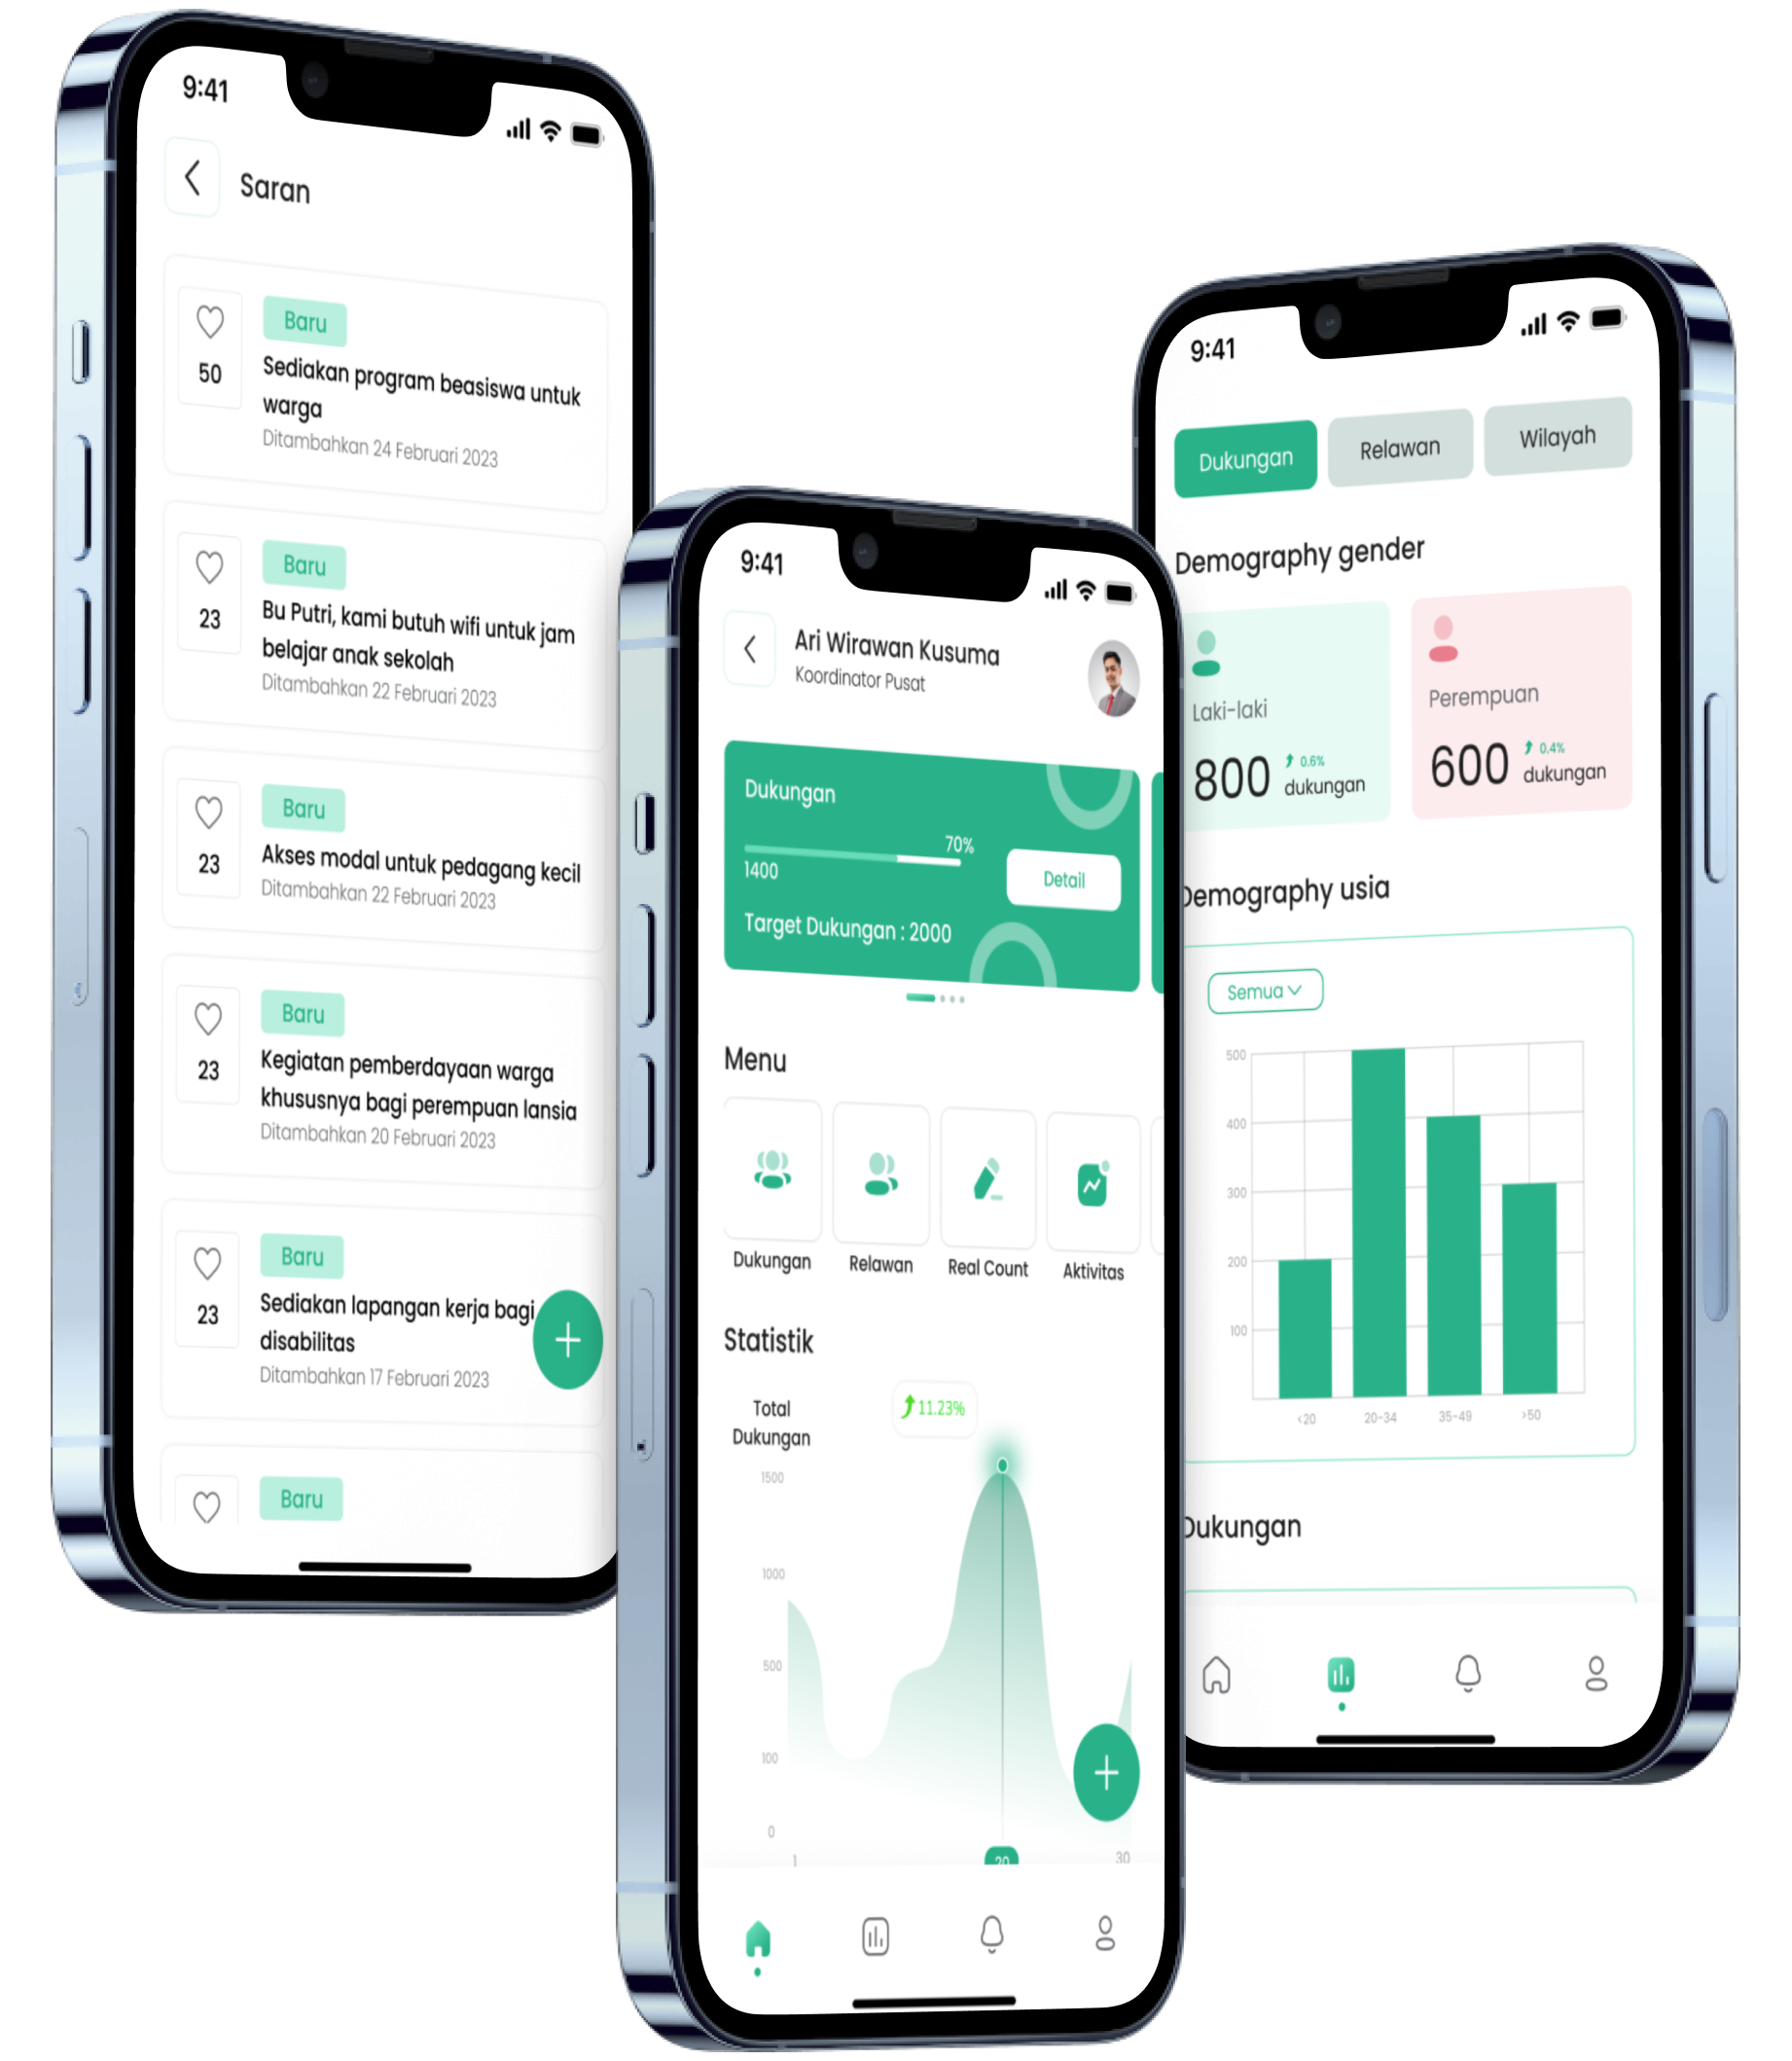 9:41
Saran
Baru
50
Sediakan program beasiswa untuk
warga
Ditambahkan 24 Februari 2023
Baru
23
Bu Putri, kami butuh wifi untuk jam
belajar anak sekolah
Ditambahkan 22 Februari 2023
Baru
23
Akses modal untuk pedagang kecil
Ditambahkan 22 Februari 2023
Baru
23
Kegiatan pemberdayaan warga
khususnya bagi perempuan lansia
Ditambahkan 20 Februari 2023
Baru
23
Sediakan lapangan kerja bagi
disabilitas
Ditambahkan 17 Februari 2023
Baru
9:41
Ari Wirawan Kusuma
Koordinator Pusat
Dukungan
70%
1400
Detail
Target Dukungan : 2000
Menu
Dukungan
Relawan
Real Count
Aktivitas
Statistik
Total
Dukungan
11.23%
1500
1000
500
100
0
1
20
30
9:41
Dukungan
Relawan
Wilayah
Demography gender
Laki-laki
800
0.6%
dukungan
Perempuan
600
0.4%
dukungan
Demography usia
Semua
500
400
300
200
100
<20
20-34
35-49
>50
Dukungan